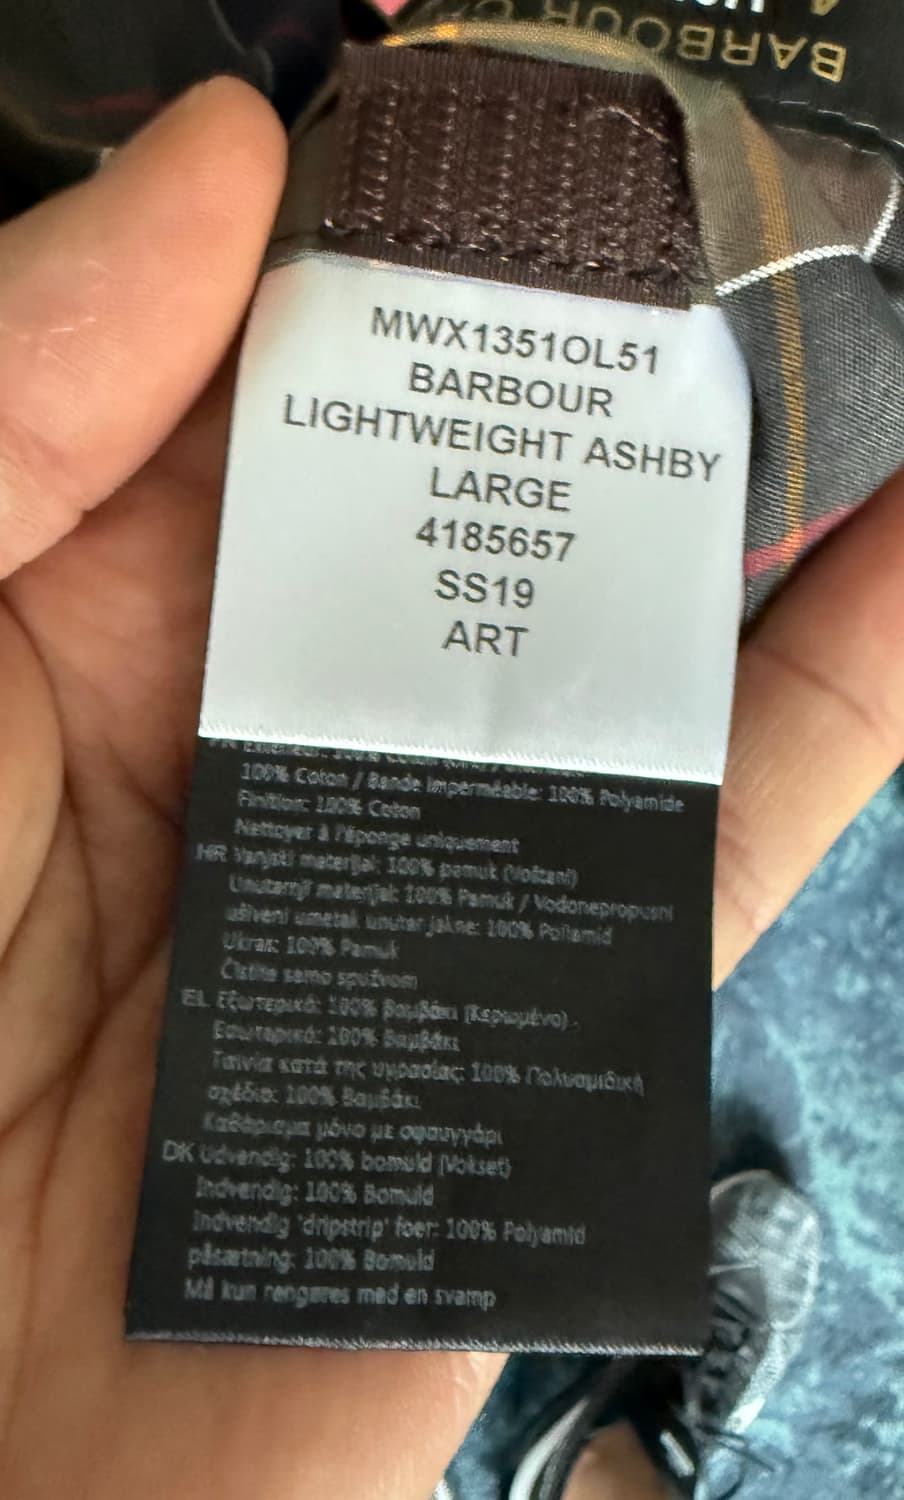 BARBOUR
MWX1351OL51
BARBOUR
LIGHTWEIGHT ASHBY
LARGE
4185657
SS19
ART
100% Coton / Bande Imperméable: 100% Polyamide
Finition: 100% Coton
Nettoyer à l'éponge uniquement
HR Vanjsti materijal: 100% pamuk (Voštani)
Unutarnji materijal: 100% Pamuk / Vodonepropusni
ušiveni umetak unutar jakne: 100% Poliamid
Ukras: 100% Pamuk
Čistite samo spužvom
EL Εξωτερικό: 100% βαμβάκι (Κερωμένο).
Εσωτερικό: 100% Βαμβάκι
Ταινία κατά της υγρασίας: 100% Πολυαμιδική
σχέδιο: 100% Βαμβάκι.
Καθάρισμα μόνο με σφουγγάρι
DK Udvendig: 100% bomuld (Vokset)
Indvendig: 100% Bomuld
Indvendig 'dripstrip' foer: 100% Polyamid
påsætning: 100% Bomuld
Må kun rengøres med en svamp